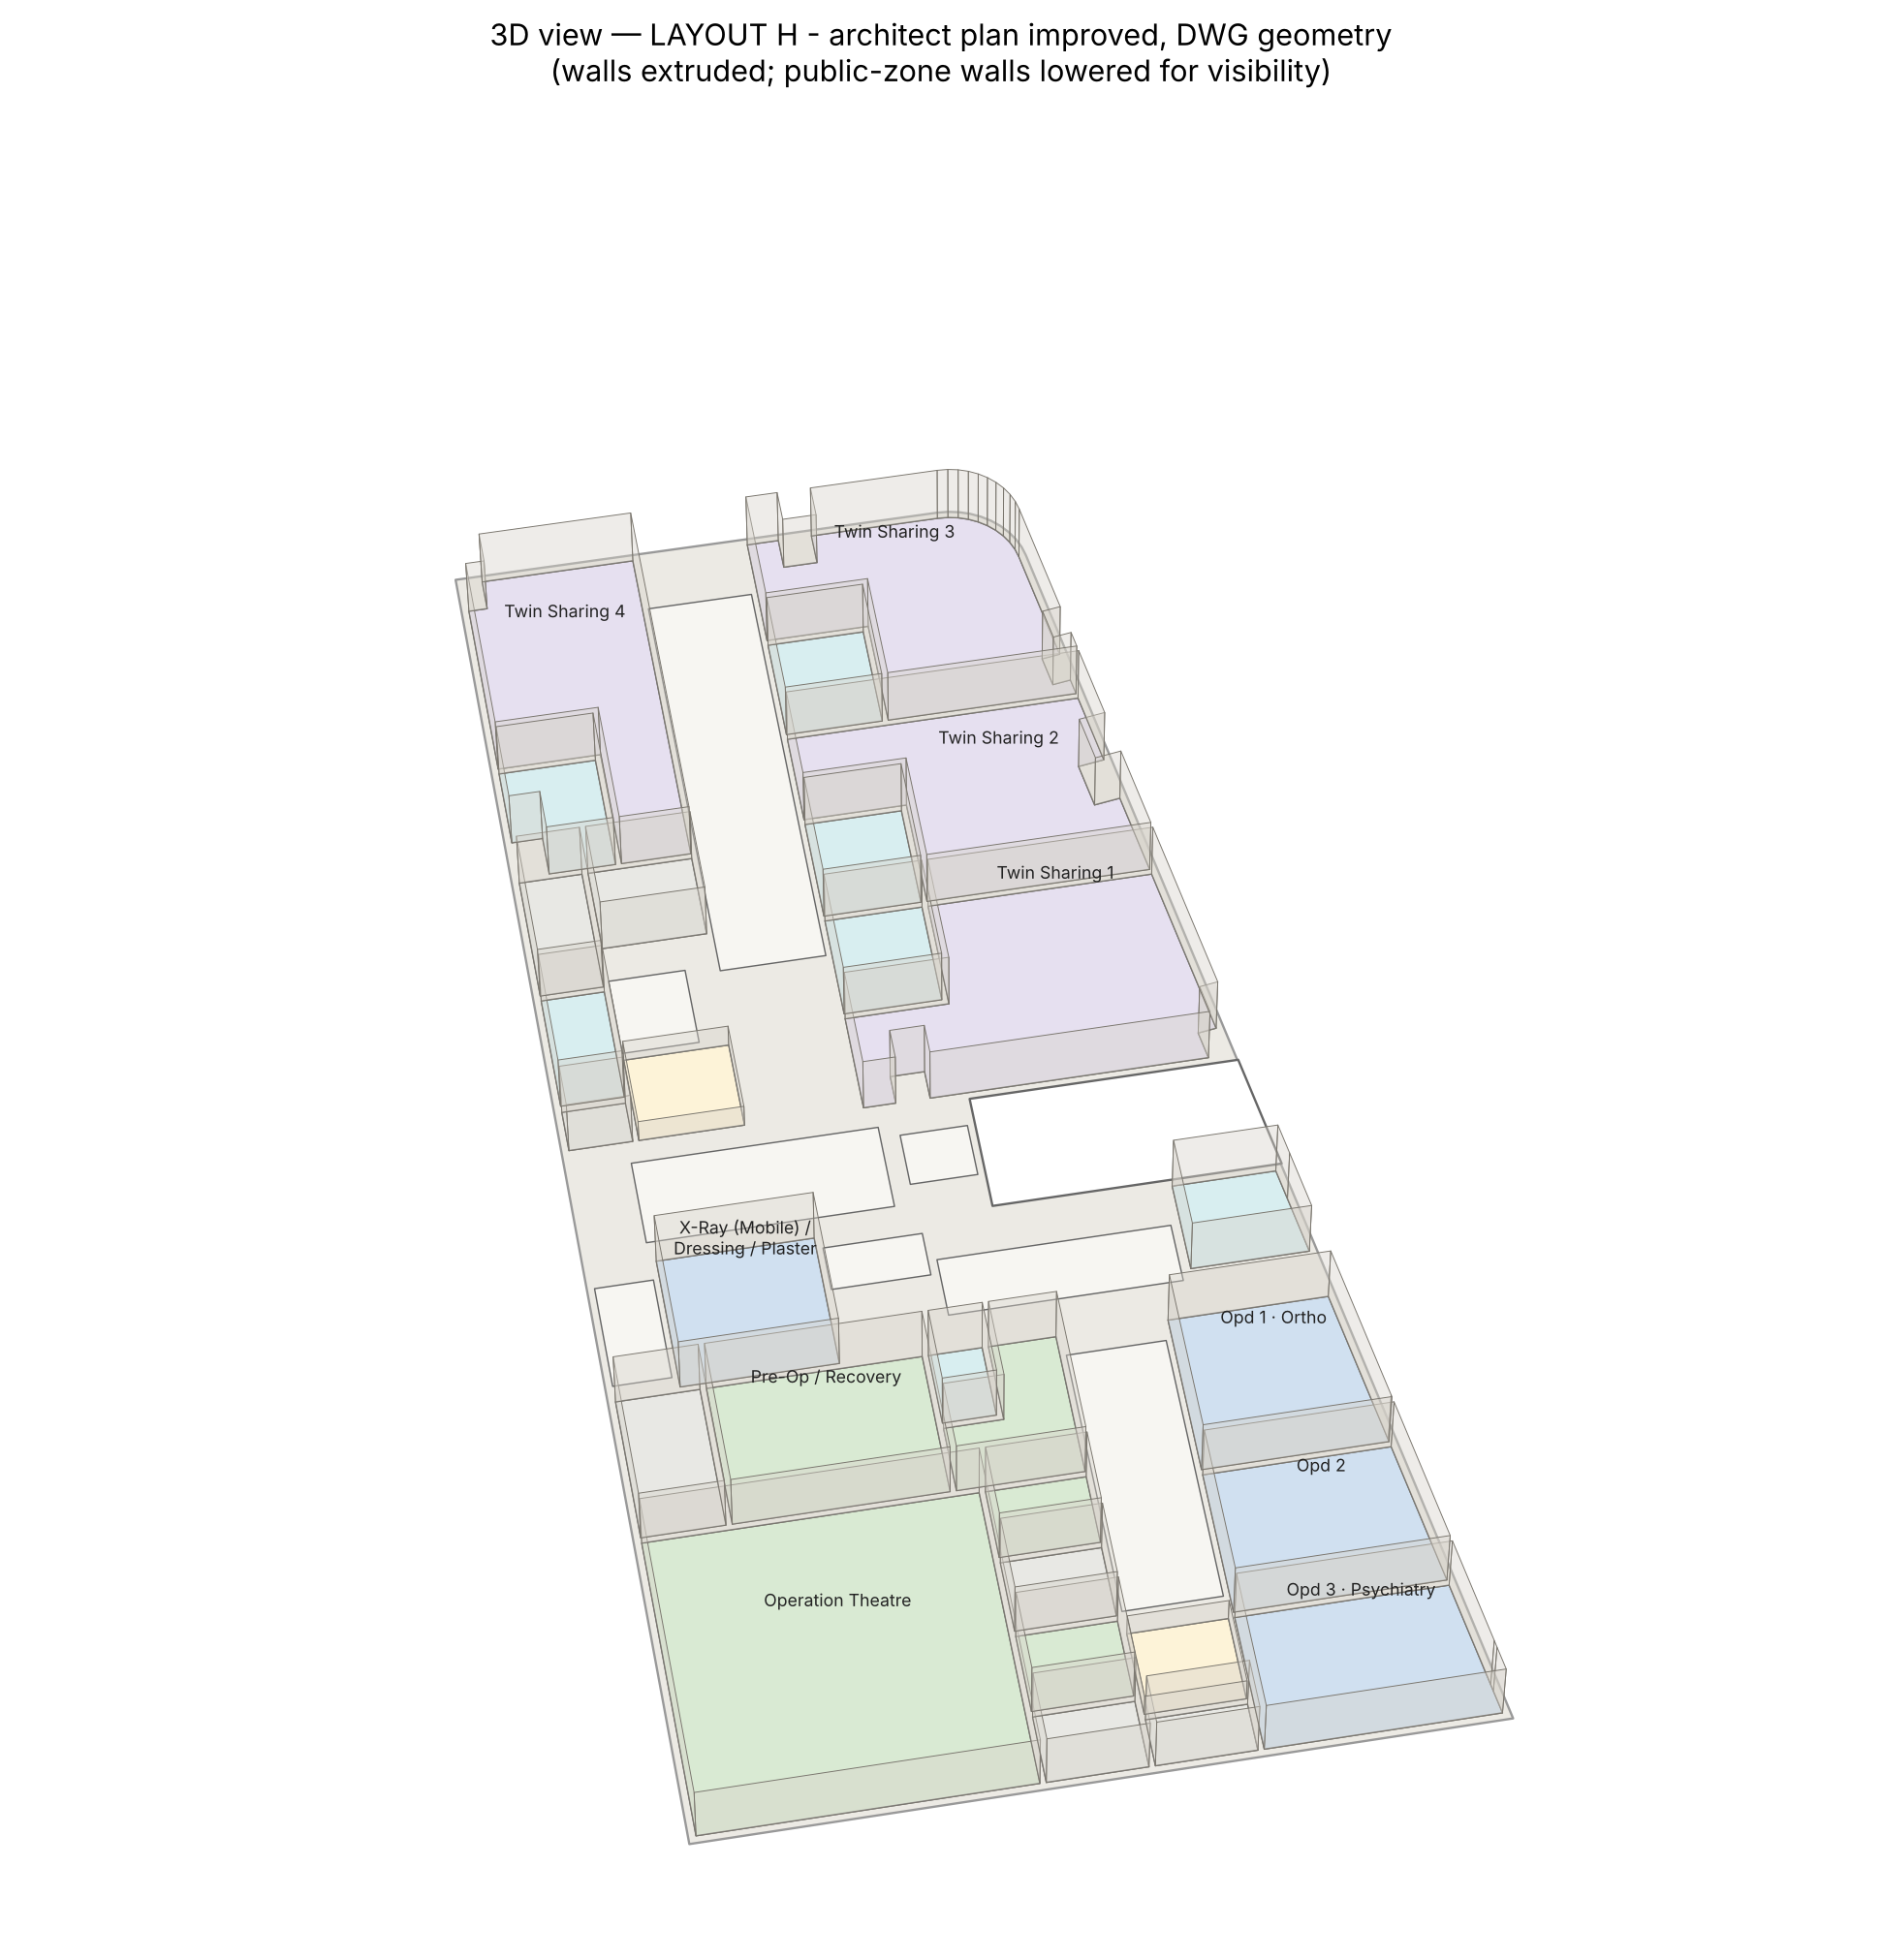 3D view — LAYOUT H - architect plan improved, DWG geometry
(walls extruded; public-zone walls lowered for visibility)
Twin Sharing 3
Twin Sharing 4
Twin Sharing 2
Twin Sharing 1
X-Ray (Mobile) /
Dressing / Plaster
Opd 1 · Ortho
Pre-Op / Recovery
Opd 2
Opd 3 · Psychiatry
Operation Theatre